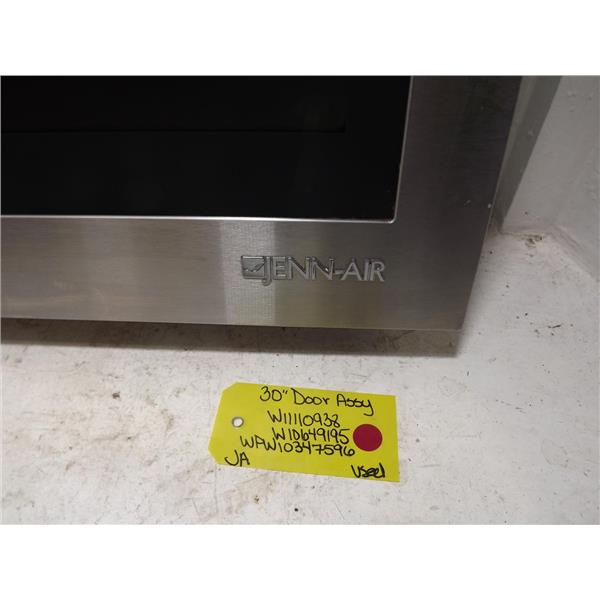 JENN-AIR
30" Door Assy
W11110938
W10649195
WPW10347596
JA
Used